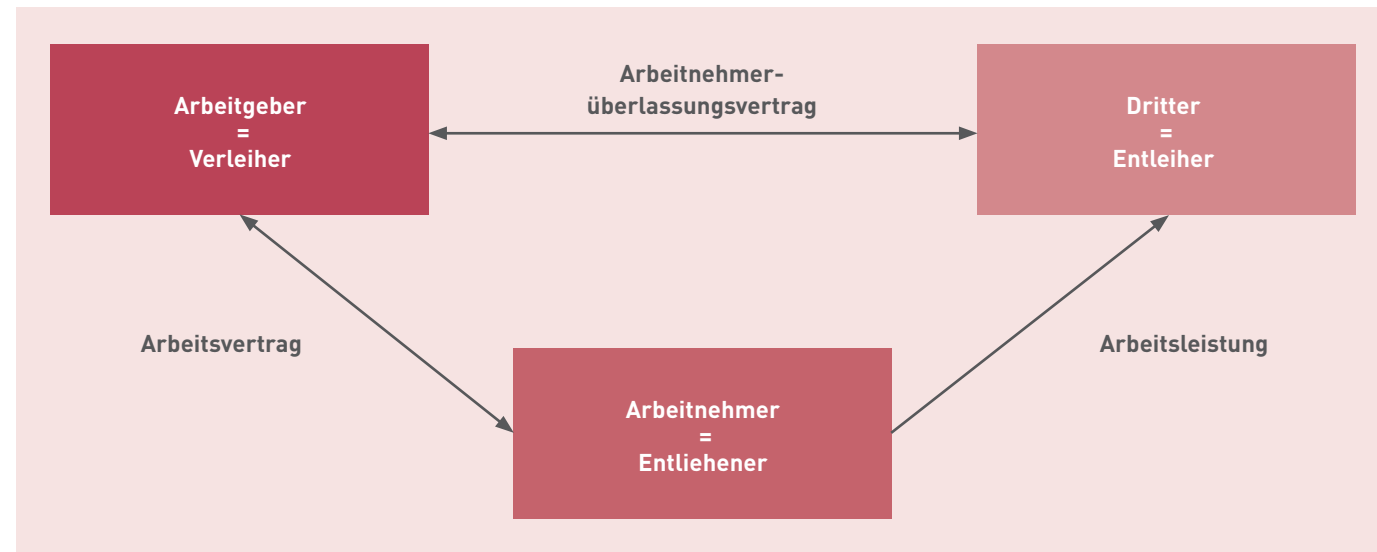 Arbeitgeber
=
Verleiher
Arbeitnehmer-
überlassungsvertrag
Dritter
=
Entleiher
Arbeitsvertrag
Arbeitsleistung
Arbeitnehmer
=
Entliehener